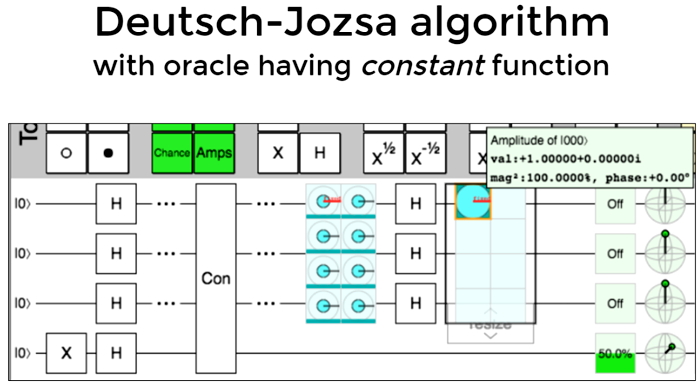 Deutsch-Jozsa algorithm
with oracle having constant function
Amplitude of |000⟩
Chance Amps X H X½ X-½ X
val:+1.00000+0.00000i
mag²:100.0000%, phase:+0.00°
|0⟩ H ... ... H Off
|0⟩ H ... ... H Off
Con
|0⟩ H ... ... H Off
resize
|0⟩ X H 50.0%